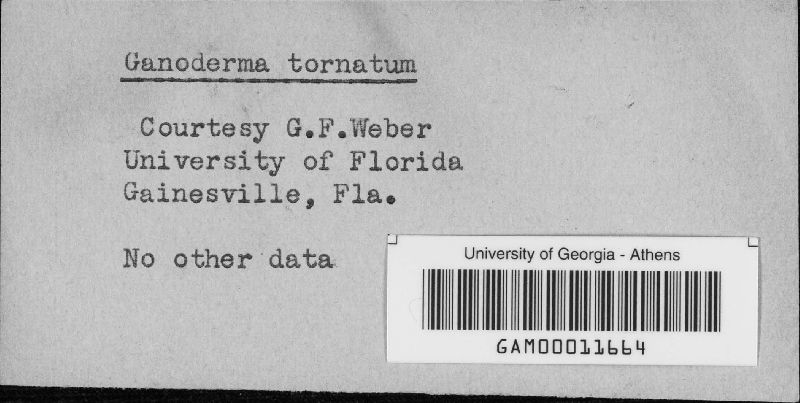 Ganoderma tornatum
Courtesy G.F.Weber
University of Florida
Gainesville, Fla.
No other data
University of Georgia - Athens
GAM00011664